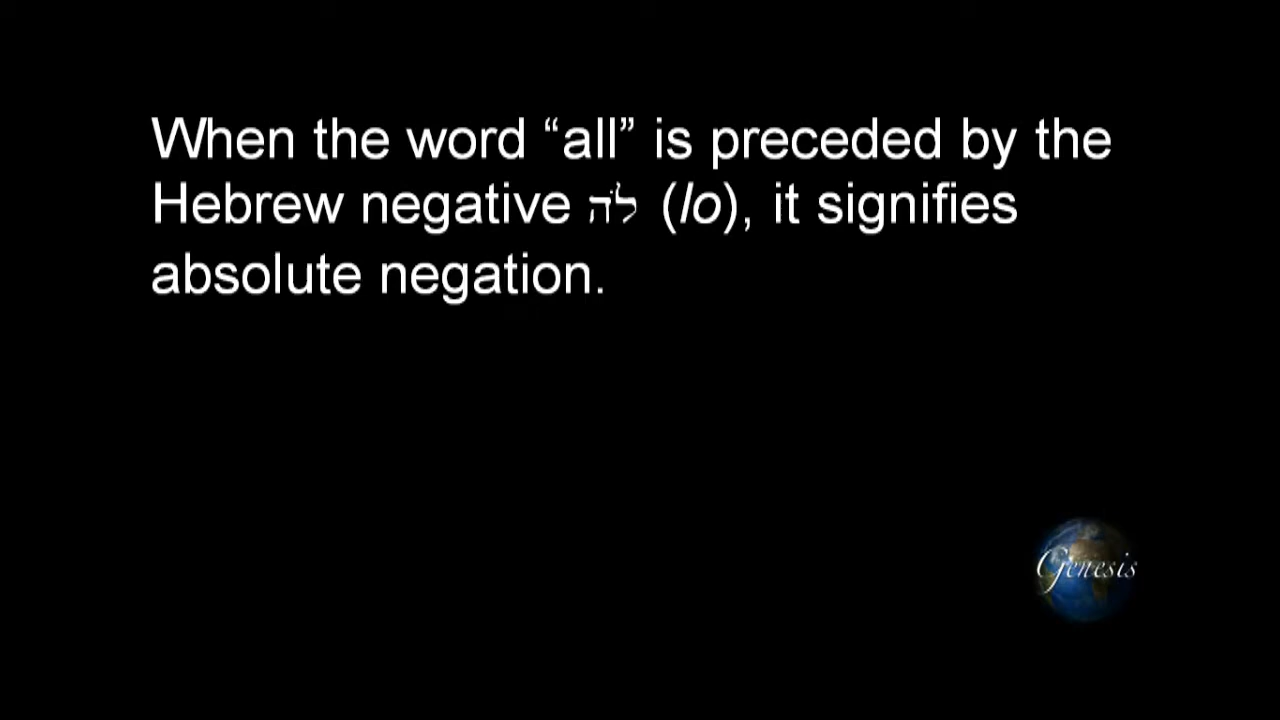 When the word “all” is preceded by the
Hebrew negative לֹה (lo), it signifies
absolute negation.
Genesis